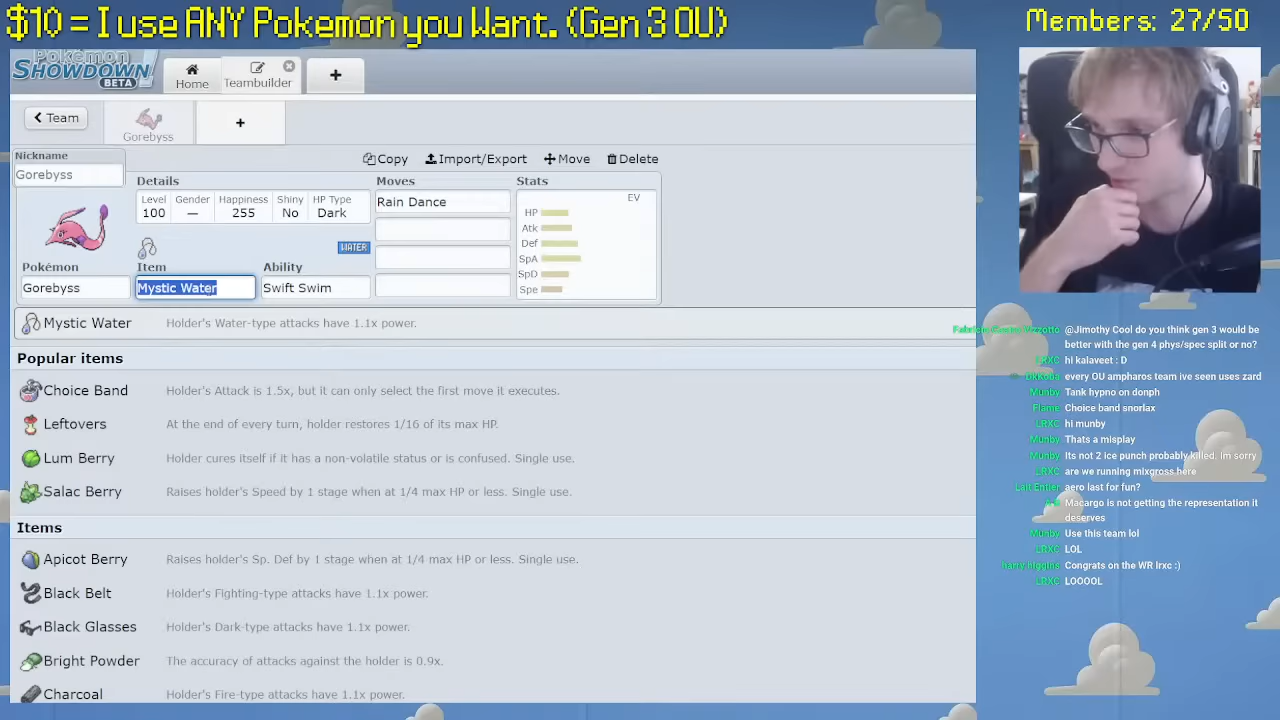 $10 = I use ANY Pokemon you Want. (Gen 3 OU)
Members: 27/50
Pokémon
SHOWDOWN!
BETA
Home
Teambuilder
+
< Team
Gorebyss
+
Copy
Import/Export
Move
Delete
Nickname
Gorebyss
Details
Level
100
Gender
—
Happiness
255
Shiny
No
HP Type
Dark
WATER
Pokémon
Gorebyss
Item
Mystic Water
Ability
Swift Swim
Moves
Rain Dance
Stats
EV
HP
Atk
Def
SpA
SpD
Spe
Mystic Water Holder's Water-type attacks have 1.1x power.
Popular items
Choice Band Holder's Attack is 1.5x, but it can only select the first move it executes.
Leftovers At the end of every turn, holder restores 1/16 of its max HP.
Lum Berry Holder cures itself if it has a non-volatile status or is confused. Single use.
Salac Berry Raises holder's Speed by 1 stage when at 1/4 max HP or less. Single use.
Items
Apicot Berry Raises holder's Sp. Def by 1 stage when at 1/4 max HP or less. Single use.
Black Belt Holder's Fighting-type attacks have 1.1x power.
Black Glasses Holder's Dark-type attacks have 1.1x power.
Bright Powder The accuracy of attacks against the holder is 0.9x.
Charcoal Holder's Fire-type attacks have 1.1x power.
@Jimothy Cool do you think gen 3 would be
better with the gen 4 phys/spec split or no?
LRXC hi kalaveet : D
every OU ampharos team ive seen uses zard
Munby Tank hypno on donph
Flame Choice band snorlax
LRXC hi munby
Munby Thats a misplay
Munby Its not 2 ice punch probably killed. Im sorry
LRXC are we running mixgross here
Lait Entier aero last for fun?
Macargo is not getting the representation it
deserves
Munby Use this team lol
LRXC LOL
harry higgins Congrats on the WR lrxc :)
LRXC LOOOOL